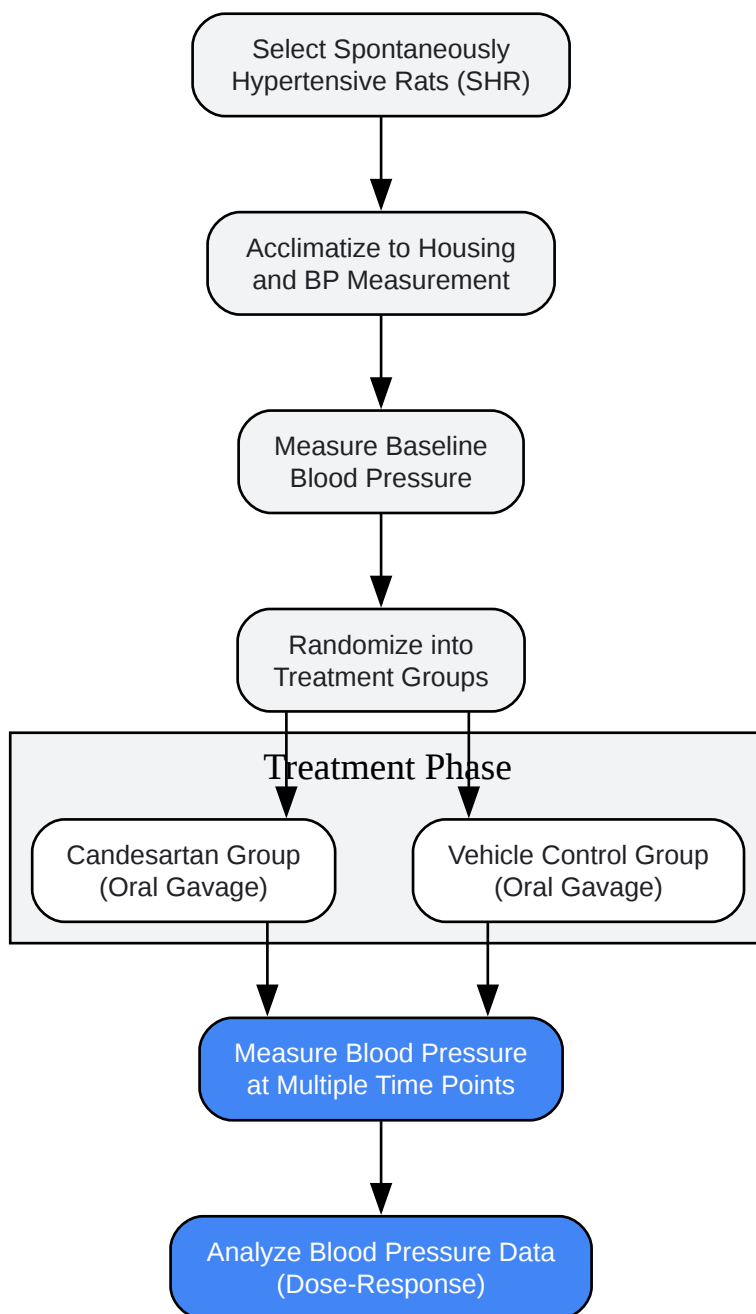 Select Spontaneously
Hypertensive Rats (SHR)
Acclimatize to Housing
and BP Measurement
Measure Baseline
Blood Pressure
Randomize into
Treatment Groups
Treatment Phase
Candesartan Group
(Oral Gavage)
Vehicle Control Group
(Oral Gavage)
Measure Blood Pressure
at Multiple Time Points
Analyze Blood Pressure Data
(Dose-Response)